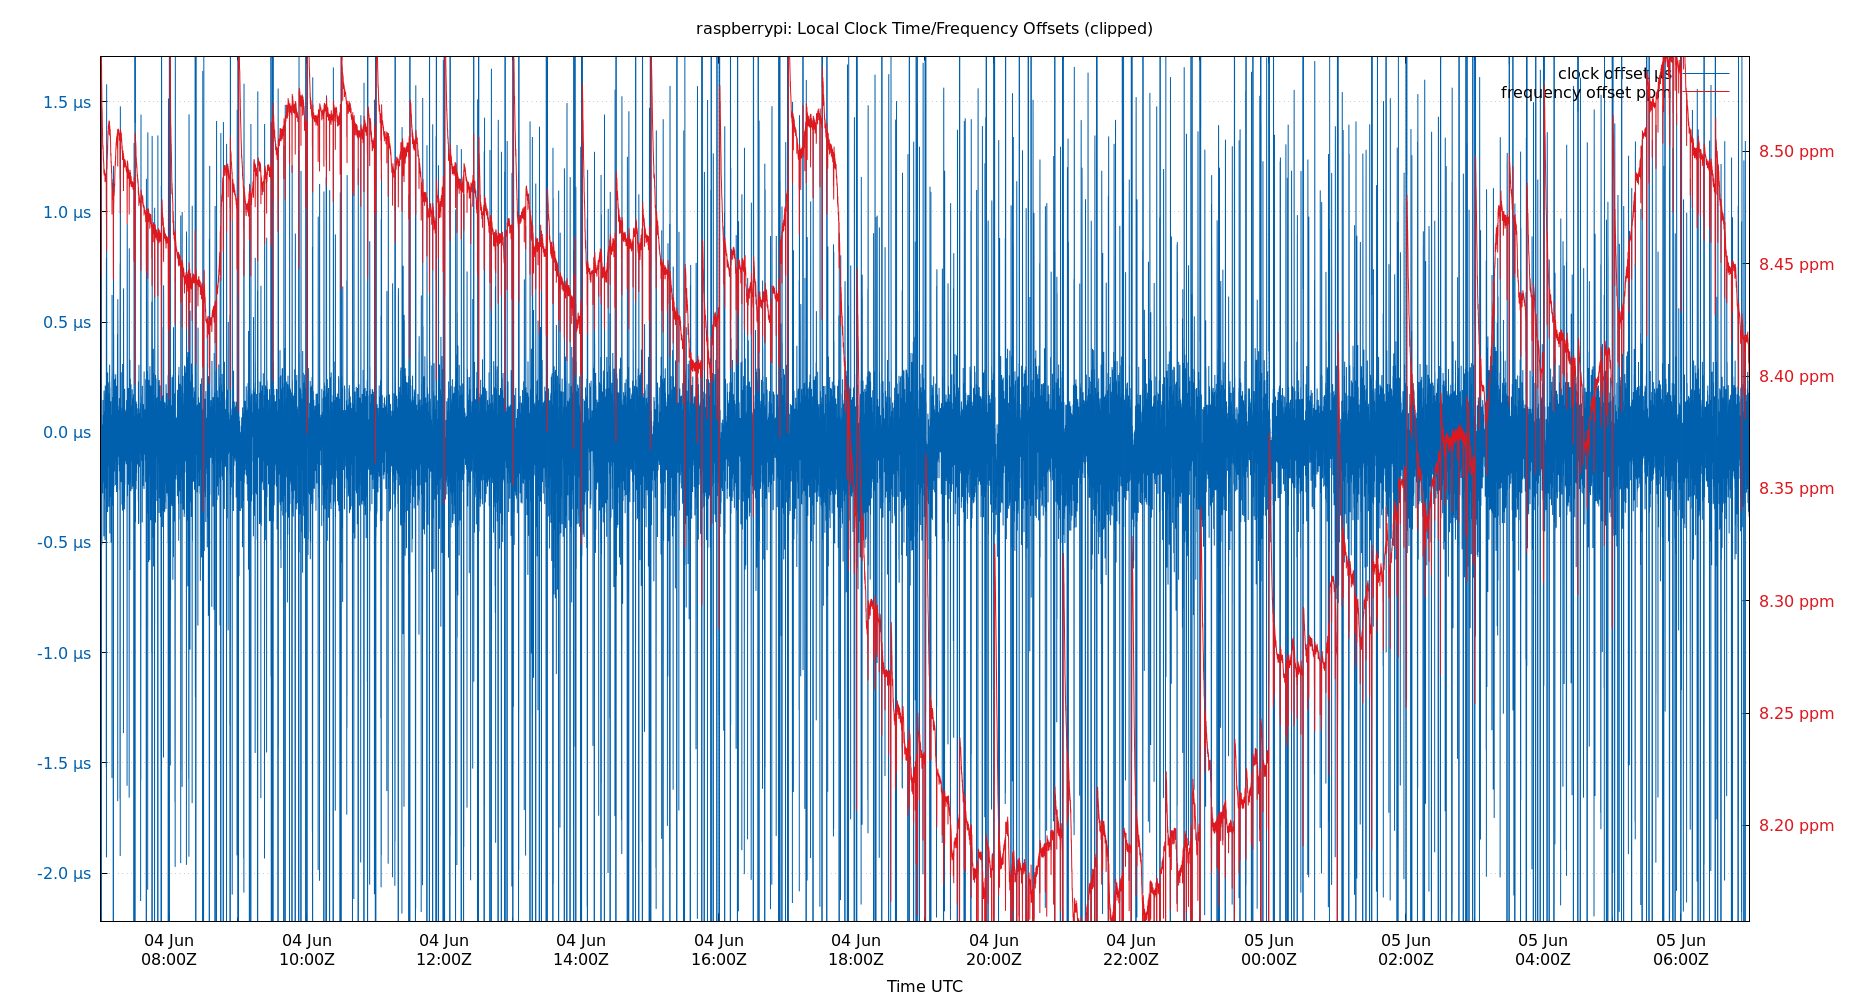 raspberrypi: Local Clock Time/Frequency Offsets (clipped)
clock offset µs
frequency offset ppm
1.5 µs
1.0 µs
0.5 µs
0.0 µs
-0.5 µs
-1.0 µs
-1.5 µs
-2.0 µs
8.50 ppm
8.45 ppm
8.40 ppm
8.35 ppm
8.30 ppm
8.25 ppm
8.20 ppm
04 Jun 04 Jun 04 Jun 04 Jun 04 Jun 04 Jun 04 Jun 04 Jun 05 Jun 05 Jun 05 Jun 05 Jun
08:00Z 10:00Z 12:00Z 14:00Z 16:00Z 18:00Z 20:00Z 22:00Z 00:00Z 02:00Z 04:00Z 06:00Z
Time UTC